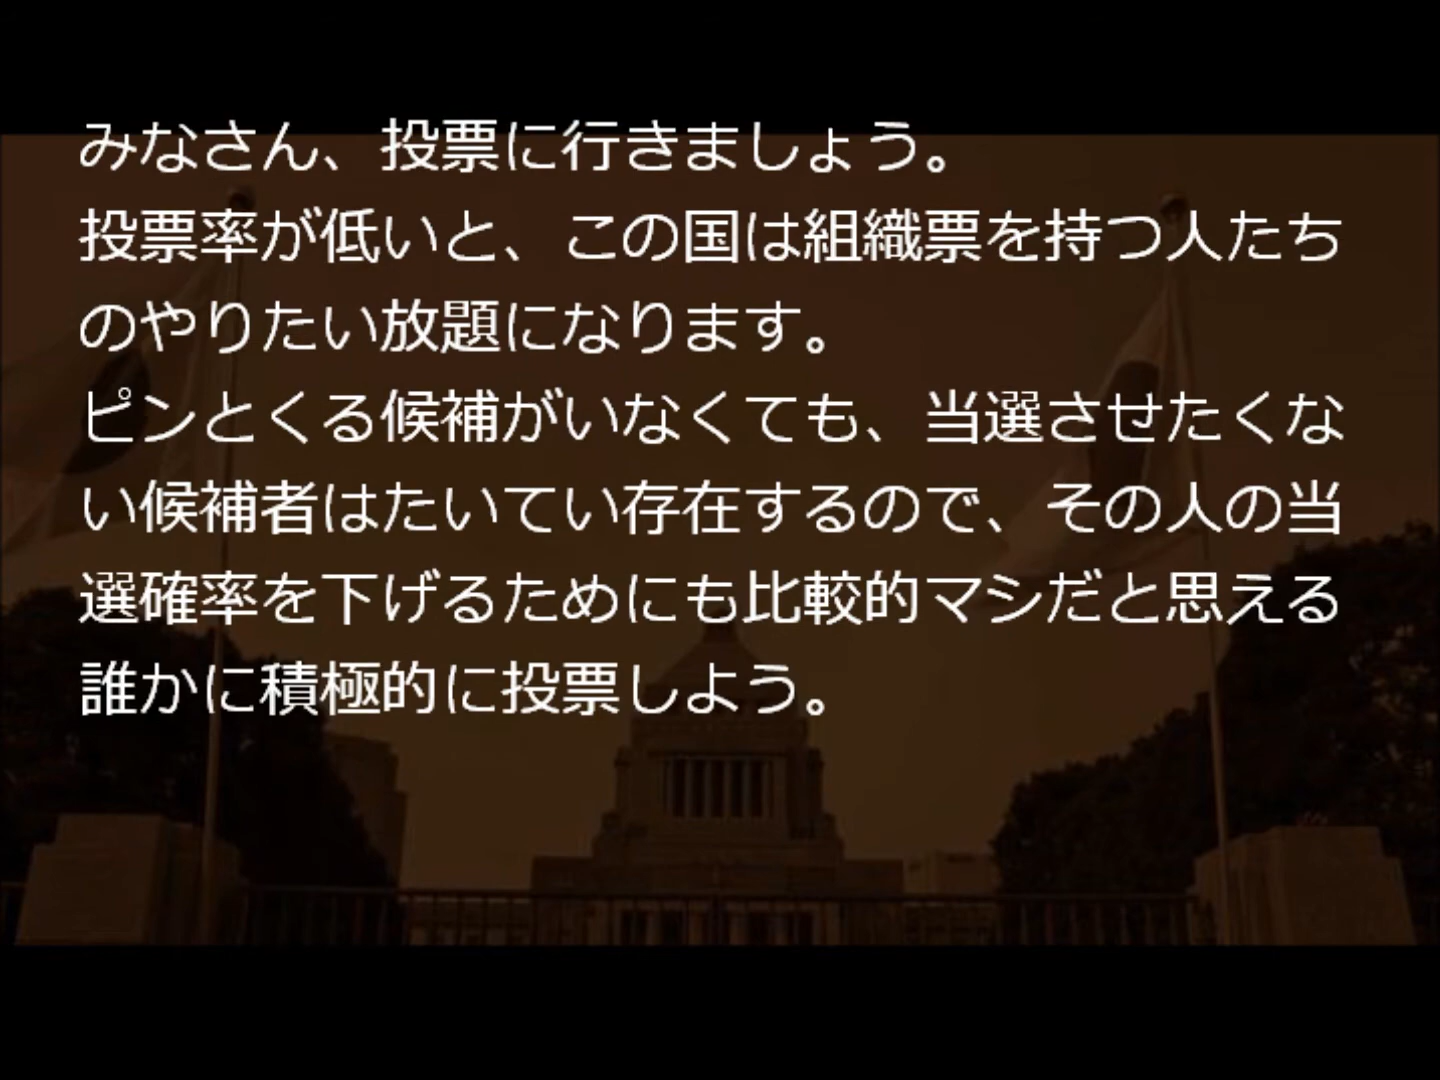 みなさん、投票に行きましょう。
投票率が低いと、この国は組織票を持つ人たち
のやりたい放題になります。
ピンとくる候補がいなくても、当選させたくな
い候補者はたいてい存在するので、その人の当
選確率を下げるためにも比較的マシだと思える
誰かに積極的に投票しよう。